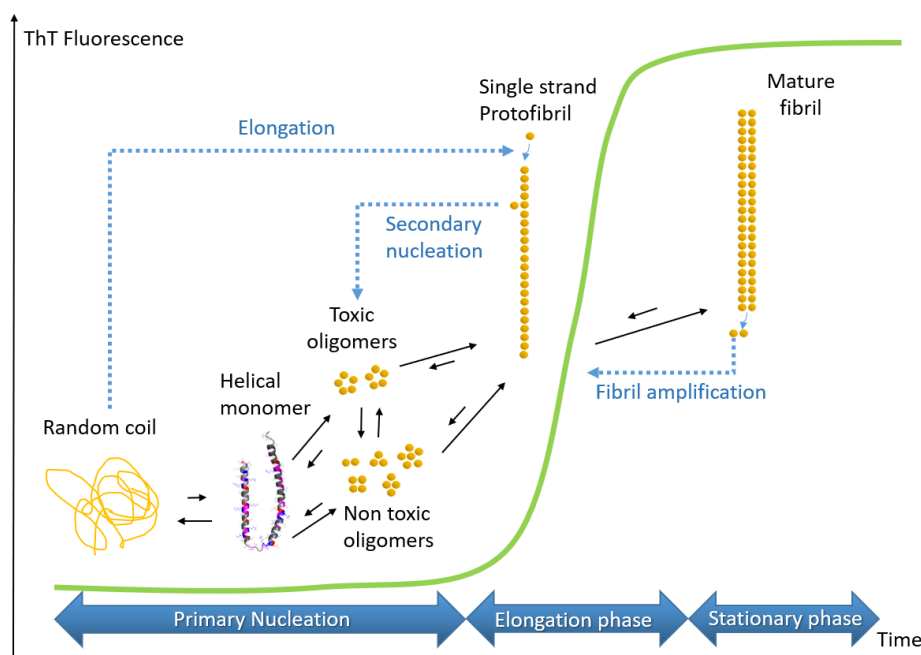 ThT Fluorescence
Single strand
Protofibril
Mature
fibril
Elongation
Secondary
nucleation
Toxic
oligomers
Helical
monomer
Fibril amplification
Random coil
Non toxic
oligomers
Primary Nucleation
Elongation phase
Stationary phase
Time